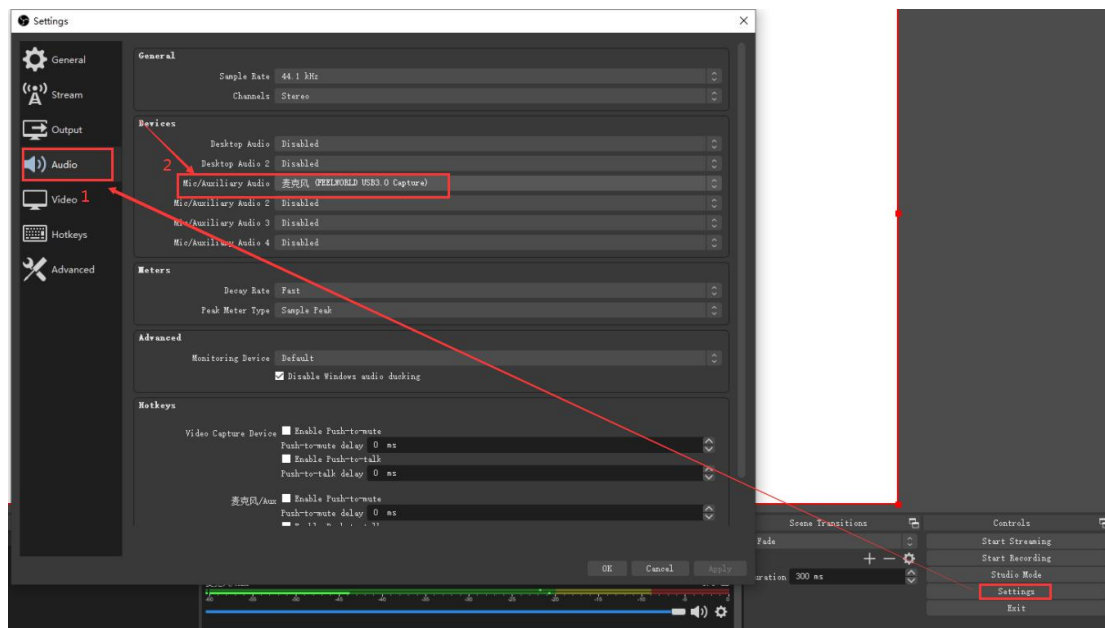 Settings
General
Stream
Output
Audio
Video
Hotkeys
Advanced
1
2
General
Sample Rate 44.1 kHz
Channels Stereo
Devices
Desktop Audio Disabled
Desktop Audio 2 Disabled
Mic/Auxiliary Audio 麦克风 (FEELWORLD USB3.0 Capture)
Mic/Auxiliary Audio 2 Disabled
Mic/Auxiliary Audio 3 Disabled
Mic/Auxiliary Audio 4 Disabled
Meters
Decay Rate Fast
Peak Meter Type Sample Peak
Advanced
Monitoring Device Default
Disable Windows audio ducking
Hotkeys
Video Capture Device Enable Push-to-mute
Push-to-mute delay 0 ms
Enable Push-to-talk
Push-to-talk delay 0 ms
麦克风/Aux Enable Push-to-mute
Push-to-mute delay 0 ms
OK Cancel Apply
Scene Transitions
Fade
300 ms
Controls
Start Streaming
Start Recording
Studio Mode
Settings
Exit